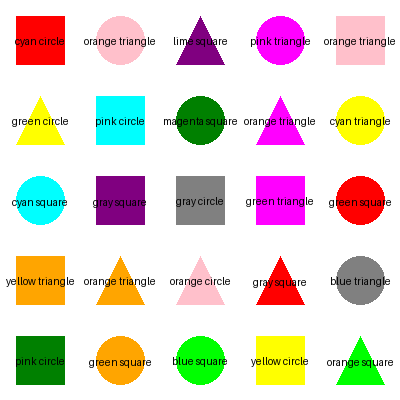 cyan circle orange triangle lime square pink triangle orange triangle
green circle pink circle magenta square orange triangle cyan triangle
cyan square gray square gray circle green triangle green square
yellow triangle orange triangle orange circle gray square blue triangle
pink circle green square blue square yellow circle orange square